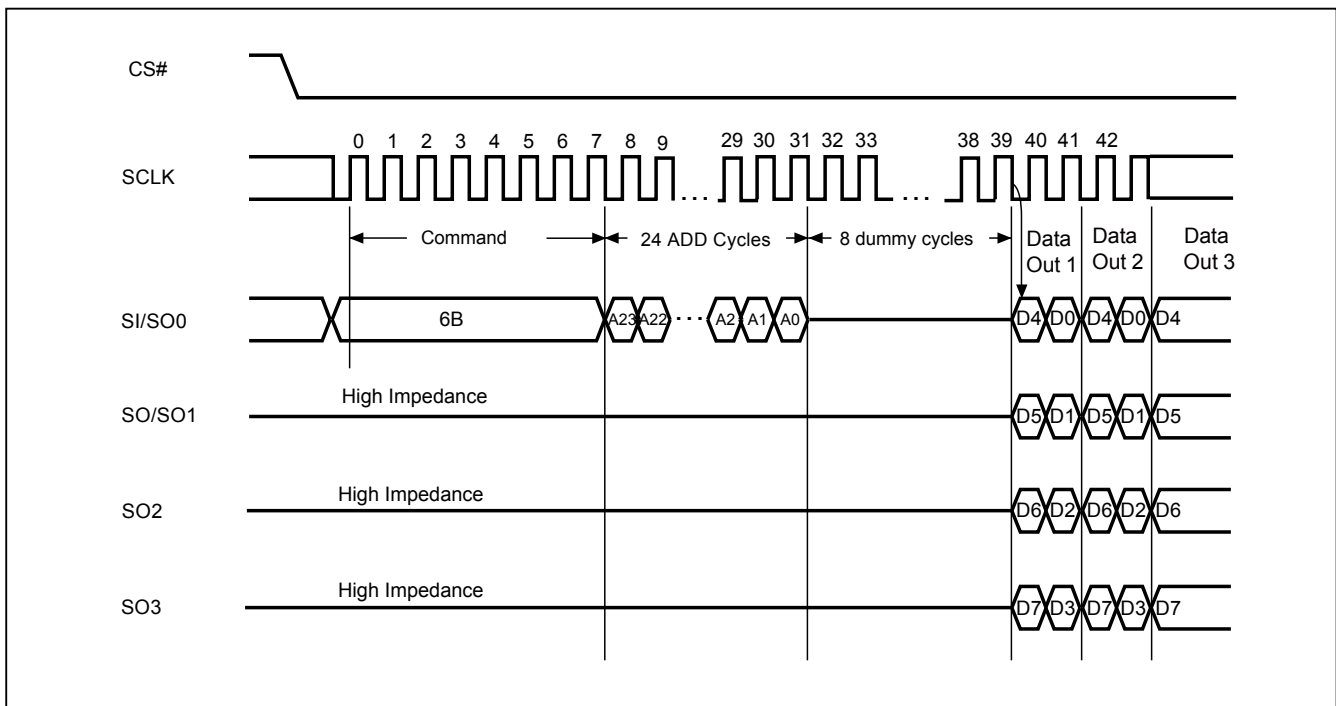 CS#
0 1 2 3 4 5 6 7 8 9 29 30 31 32 33 38 39 40 41 42
SCLK
. . . . . .
Command 24 ADD Cycles 8 dummy cycles Data Out 1 Data Out 2 Data Out 3
SI/SO0 6B A23 A22 . . . A2 A1 A0 D4 D0 D4 D0 D4
High Impedance
SO/SO1 D5 D1 D5 D1 D5
High Impedance
SO2 D6 D2 D6 D2 D6
High Impedance
SO3 D7 D3 D7 D3 D7